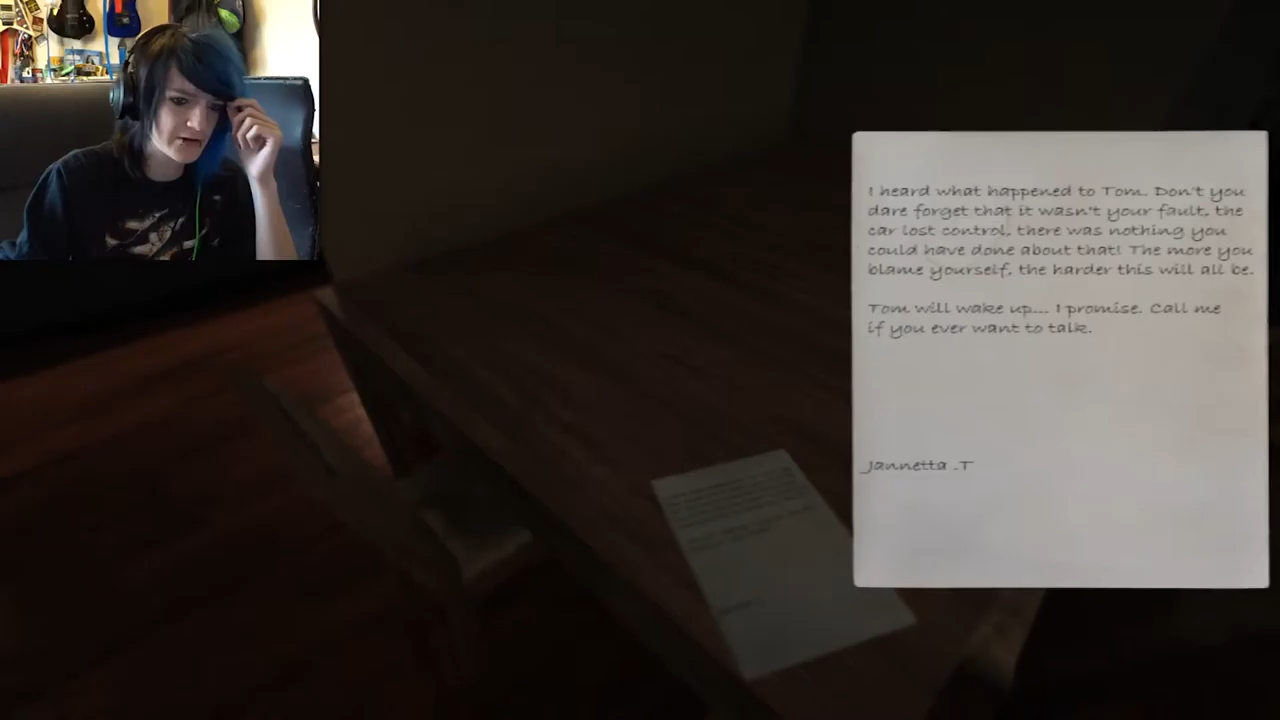 I heard what happened to Tom. Don't you
dare forget that it wasn't your fault, the
car lost control, there was nothing you
could have done about that! The more you
blame yourself, the harder this will all be.
Tom will wake up... I promise. Call me
if you ever want to talk.
Jannetta .T